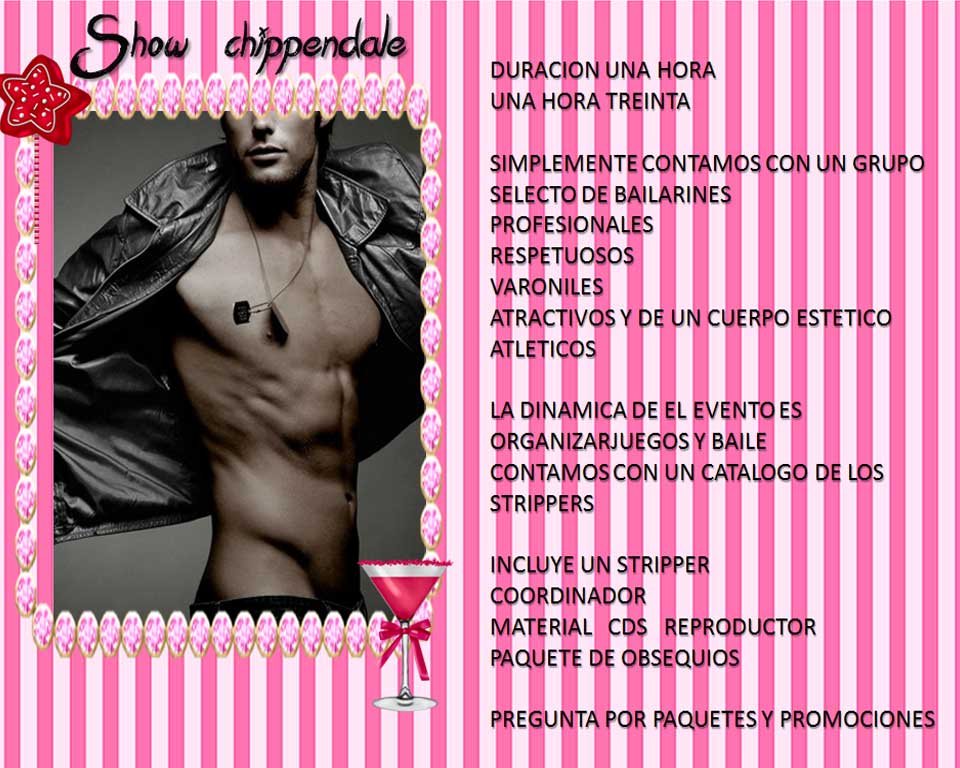 Show chippendale
DURACION UNA HORA
UNA HORA TREINTA
SIMPLEMENTE CONTAMOS CON UN GRUPO
SELECTO DE BAILARINES
PROFESIONALES
RESPETUOSOS
VARONILES
ATRACTIVOS Y DE UN CUERPO ESTETICO
ATLETICOS
LA DINAMICA DE EL EVENTO ES
ORGANIZARJUEGOS Y BAILE
CONTAMOS CON UN CATALOGO DE LOS
STRIPPERS
INCLUYE UN STRIPPER
COORDINADOR
MATERIAL CDS REPRODUCTOR
PAQUETE DE OBSEQUIOS
PREGUNTA POR PAQUETES Y PROMOCIONES